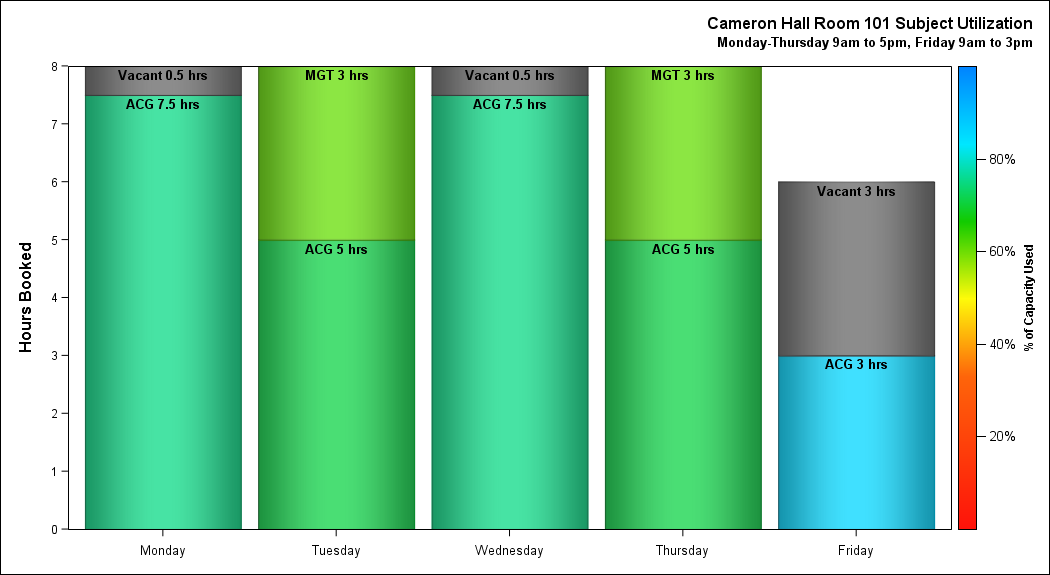 Cameron Hall Room 101 Subject Utilization
Monday-Thursday 9am to 5pm, Friday 9am to 3pm
Hours Booked
8
7
6
5
4
3
2
1
0
Vacant 0.5 hrs
ACG 7.5 hrs
MGT 3 hrs
ACG 5 hrs
Vacant 0.5 hrs
ACG 7.5 hrs
MGT 3 hrs
ACG 5 hrs
Vacant 3 hrs
ACG 3 hrs
Monday
Tuesday
Wednesday
Thursday
Friday
80%
60%
40%
20%
% of Capacity Used